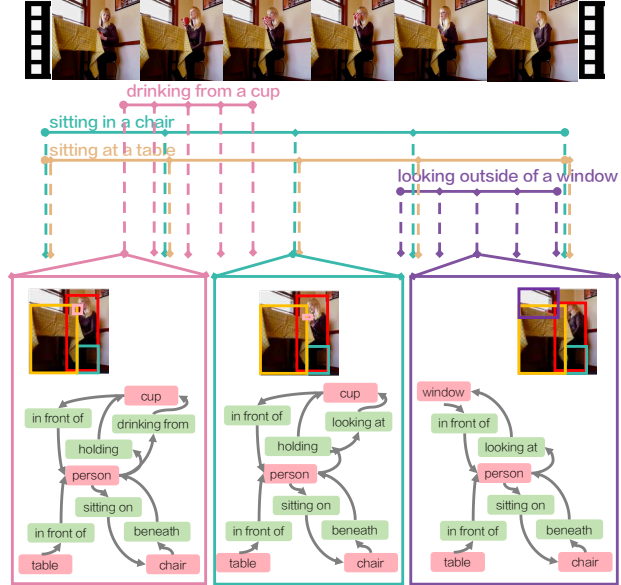 drinking from a cup
sitting in a chair
sitting at a table
looking outside of a window
cup
in front of
drinking from
holding
person
sitting on
in front of
beneath
table
chair
cup
in front of
looking at
holding
person
sitting on
in front of
beneath
table
chair
window
in front of
looking at
person
sitting on
in front of
beneath
table
chair